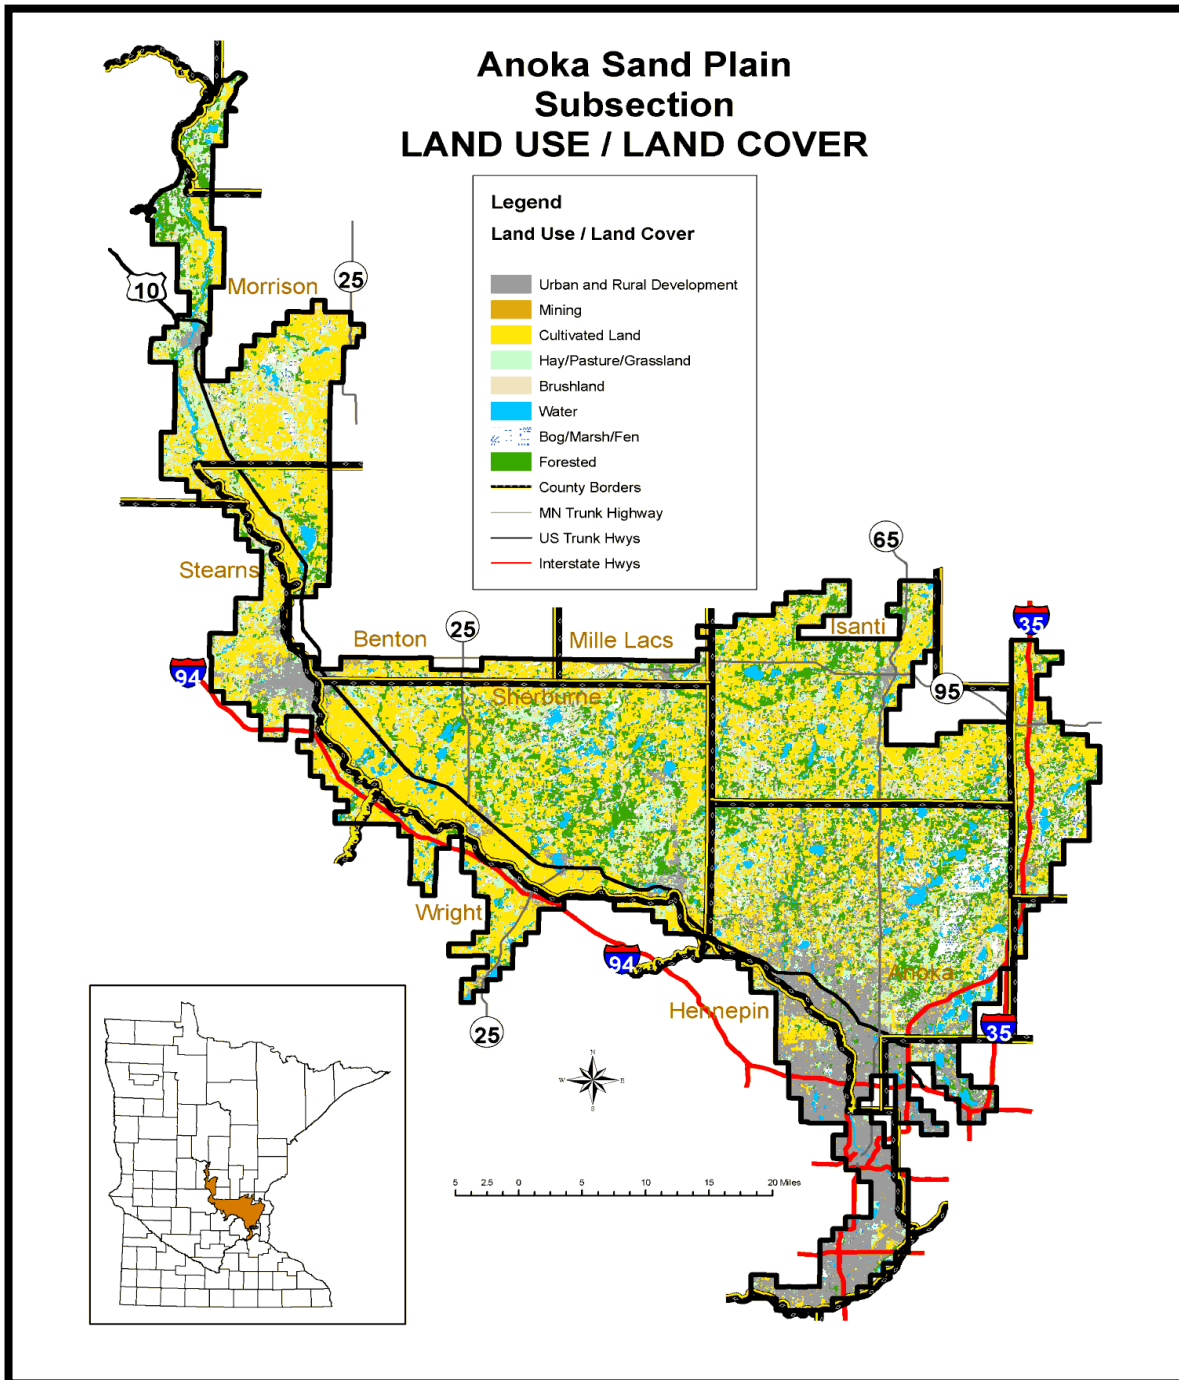 Anoka Sand Plain
Subsection
LAND USE / LAND COVER
Legend
Land Use / Land Cover
Urban and Rural Development
Mining
Cultivated Land
Hay/Pasture/Grassland
Brushland
Water
Bog/Marsh/Fen
Forested
County Borders
MN Trunk Highway
US Trunk Hwys
Interstate Hwys
25
10
Morrison
65
Stearns
Benton
25
Mille Lacs
Isanti
35
94
95
Sherburne
Wright
94
Anoka
Hennepin
25
35
N
W E
S
5 2.5 0 5 10 15 20 Miles